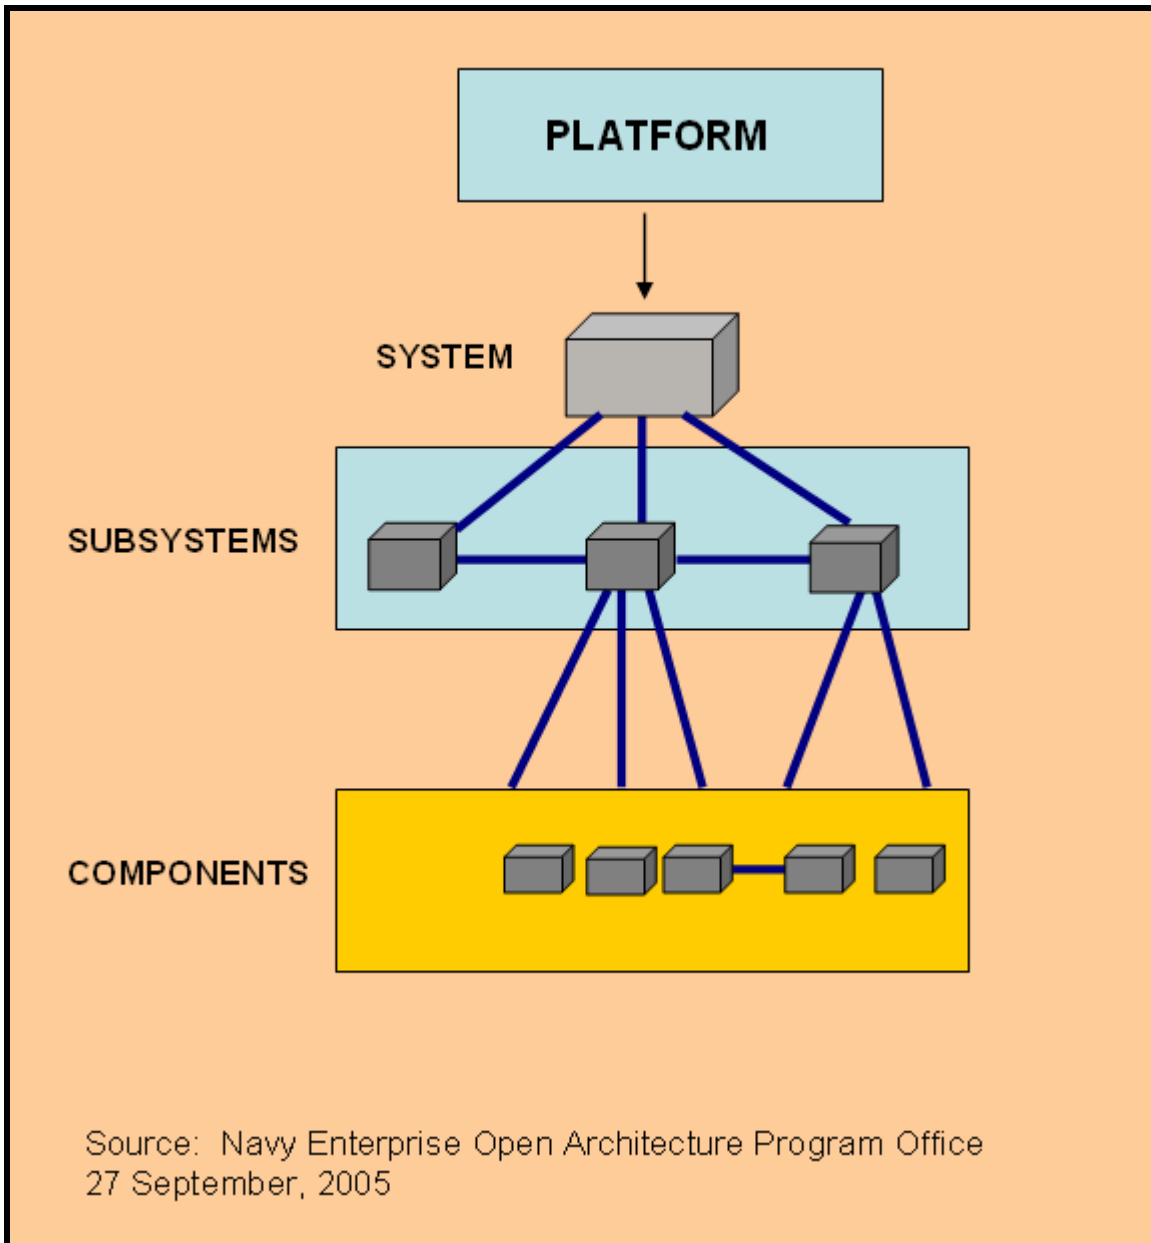 PLATFORM
SYSTEM
SUBSYSTEMS
COMPONENTS
Source:  Navy Enterprise Open Architecture Program Office
27 September, 2005